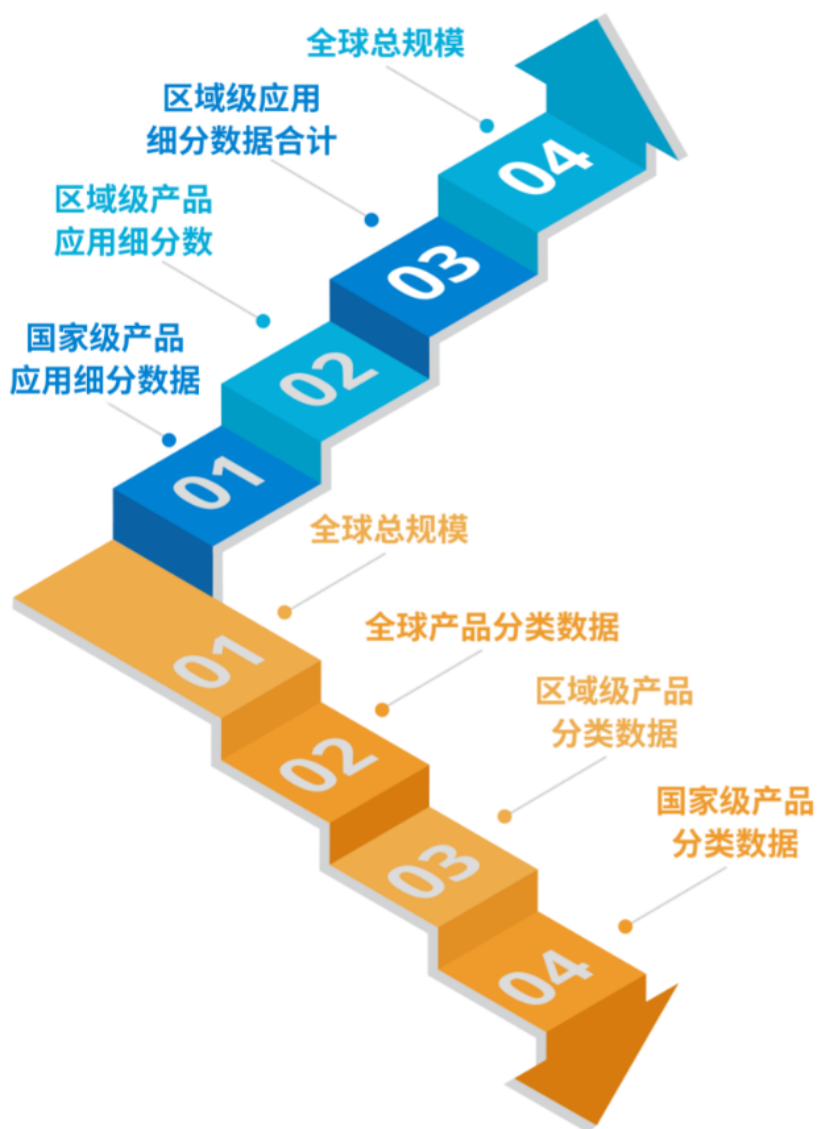 全球总规模
04
区域级应用
细分数据合计
03
区域级产品
应用细分数
02
国家级产品
应用细分数据
01
全球总规模
01
全球产品分类数据
02
区域级产品
分类数据
03
国家级产品
分类数据
04